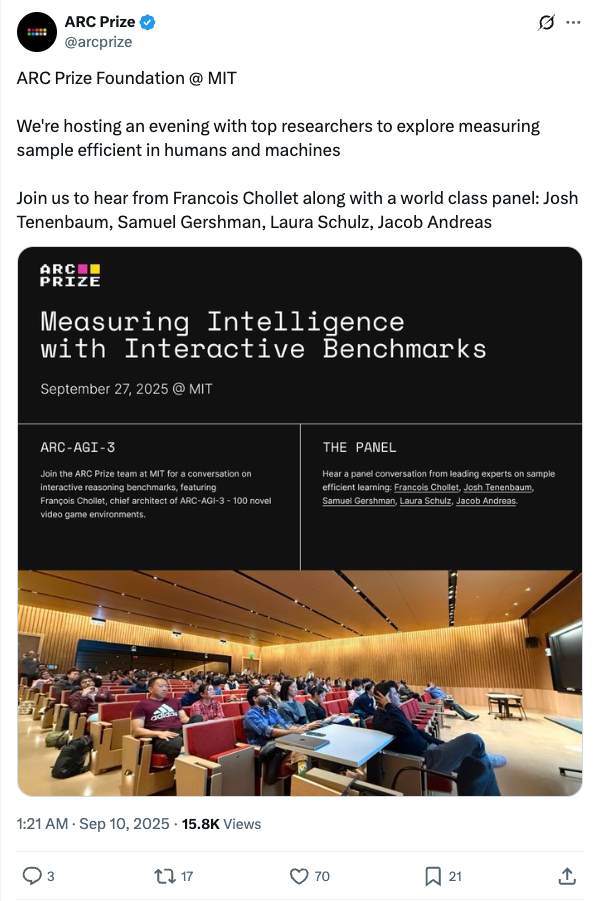 ARC Prize
@arcprize
ARC Prize Foundation @ MIT
We're hosting an evening with top researchers to explore measuring
sample efficient in humans and machines
Join us to hear from Francois Chollet along with a world class panel: Josh
Tenenbaum, Samuel Gershman, Laura Schulz, Jacob Andreas
ARC
PRIZE
Measuring Intelligence
with Interactive Benchmarks
September 27, 2025 @ MIT
ARC-AGI-3
Join the ARC Prize team at MIT for a conversation on
interactive reasoning benchmarks, featuring
François Chollet, chief architect of ARC-AGI-3 - 100 novel
video game environments.
THE PANEL
Hear a panel conversation from leading experts on sample
efficient learning: Francois Chollet, Josh Tenenbaum,
Samuel Gershman, Laura Schulz, Jacob Andreas.
adidas
1:21 AM · Sep 10, 2025 · 15.8K Views
3 17 70 21